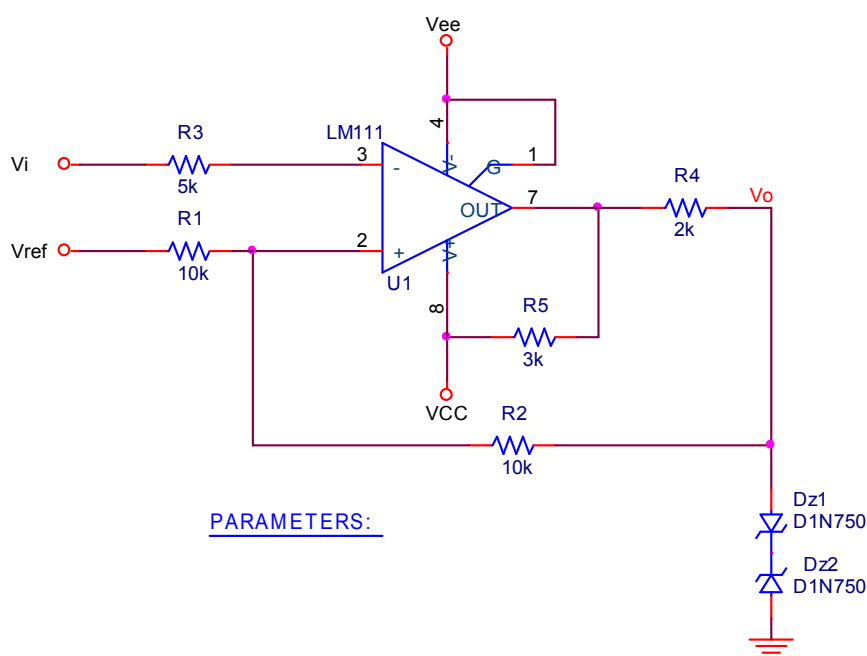 Vee
4
R3
LM111
Vi
5k
3
-
V-
G
1
R4
Vo
R1
OUT
7
2k
Vref
10k
2
+
V+
U1
8
R5
3k
VCC
R2
10k
PARAMETERS:
Dz1
D1N750
Dz2
D1N750